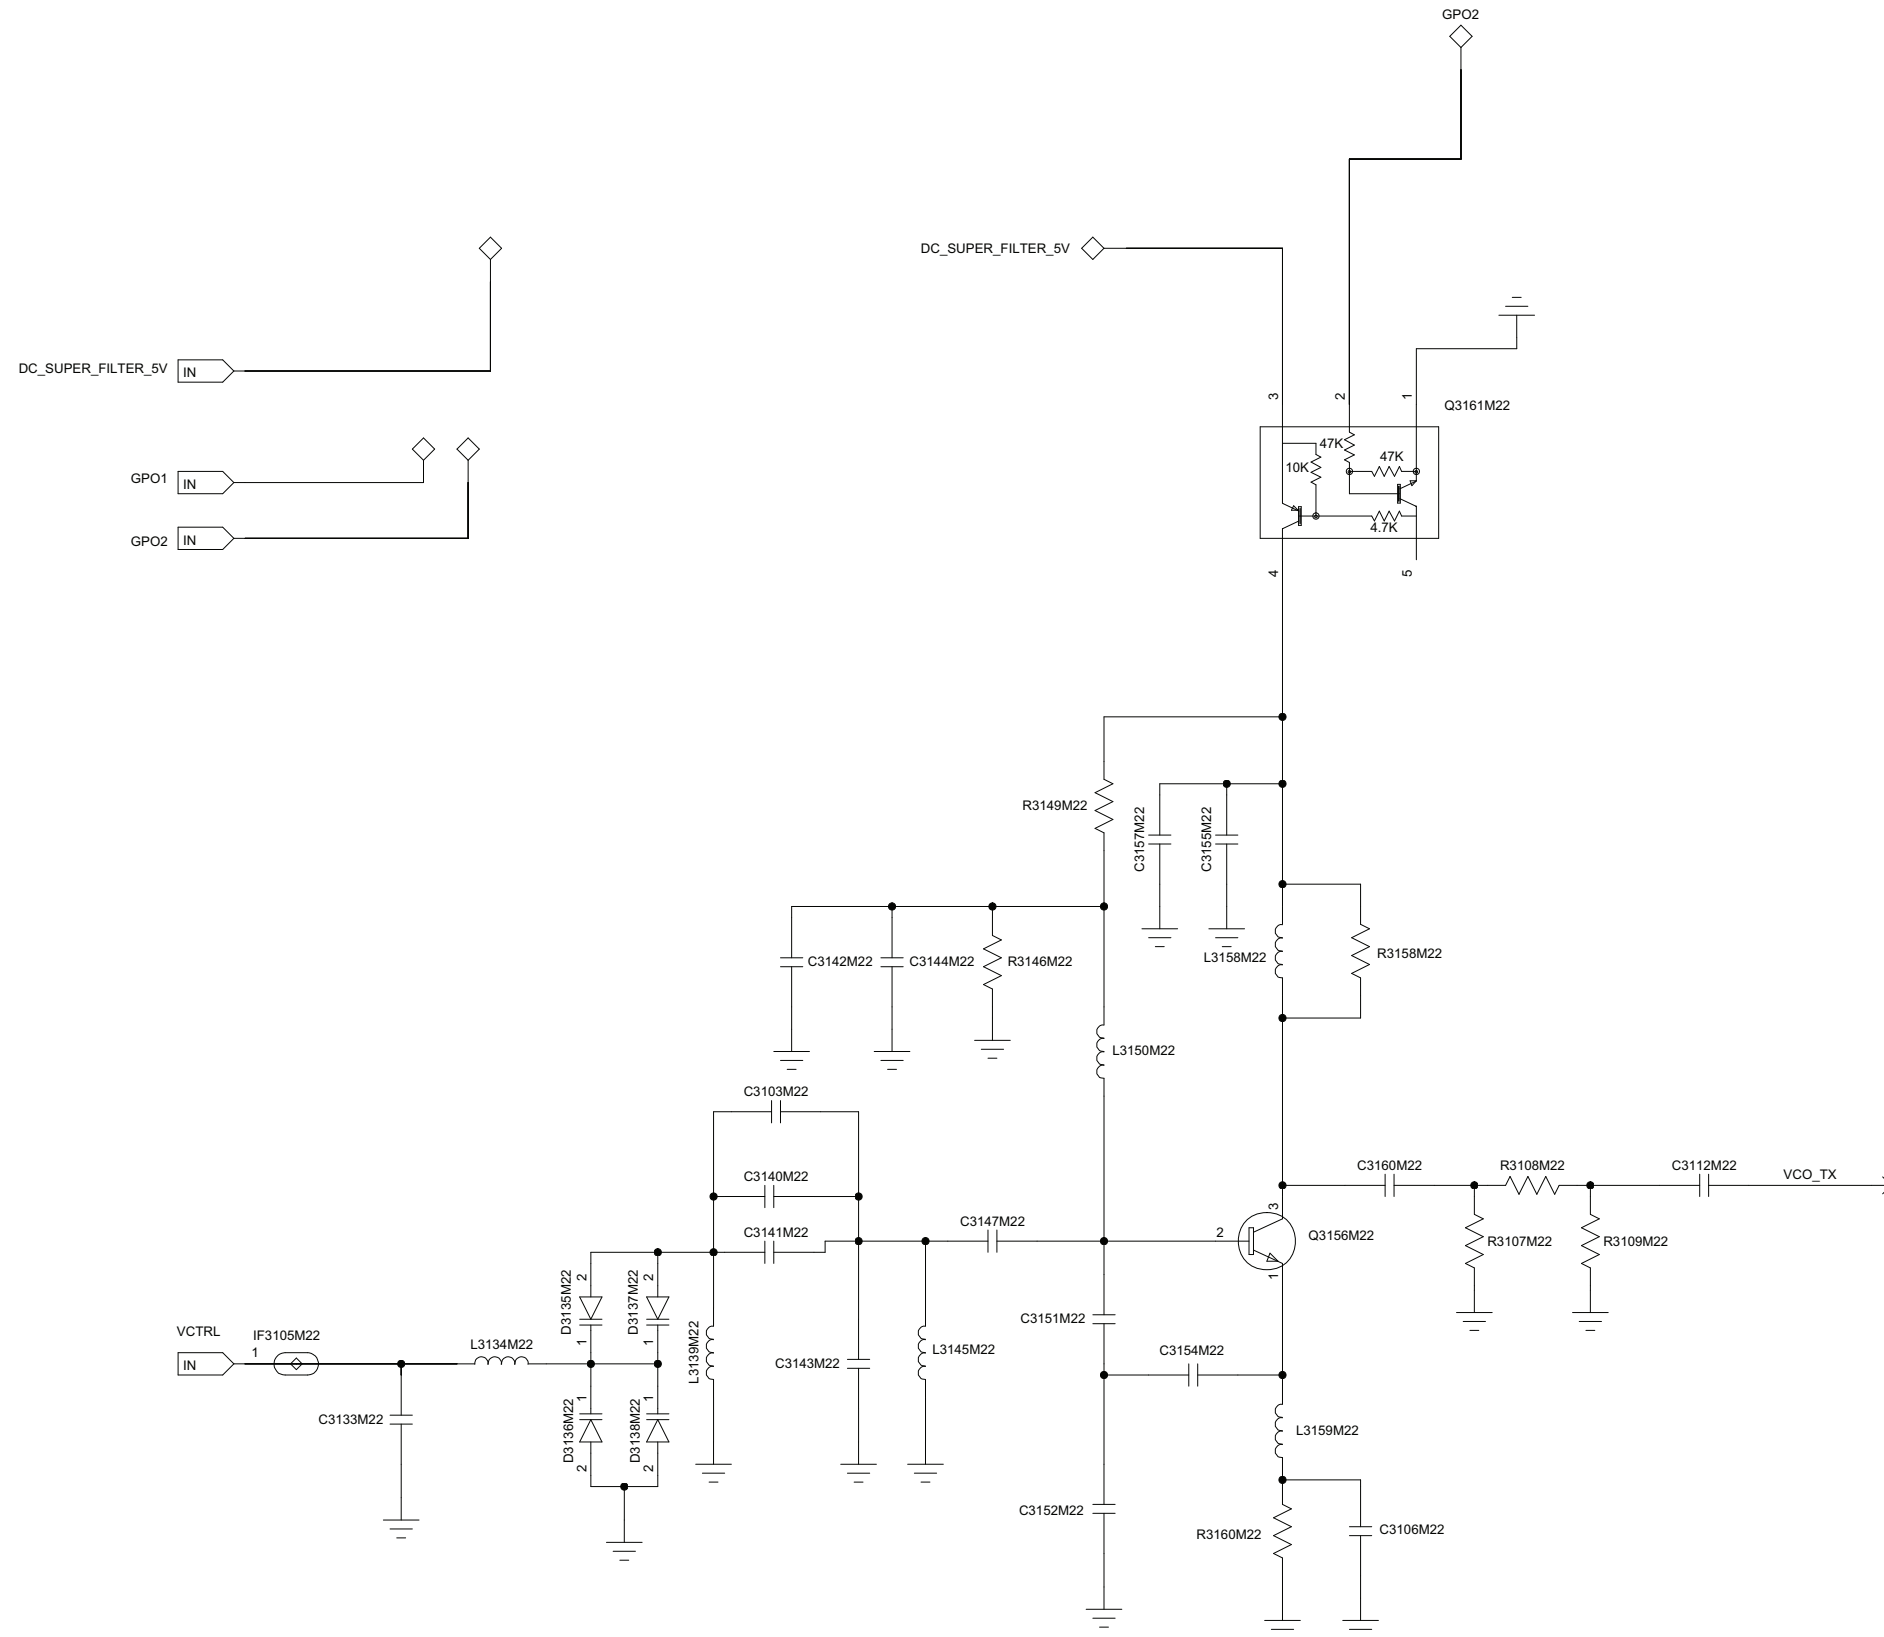 GPO2
DC_SUPER_FILTER_5V
DC_SUPER_FILTER_5V
IN
3
2
1
Q3161M22
47K
47K
10K
GPO1
IN
4.7K
GPO2
IN
4
5
R3149M22
C3157M22
C3155M22
C3142M22
C3144M22
R3146M22
L3158M22
R3158M22
L3150M22
C3103M22
C3140M22
C3160M22
R3108M22
C3112M22
VCO_TX
C3141M22
C3147M22
2
3
Q3156M22
R3107M22
R3109M22
1
D3135M22
2
1
D3137M22
2
1
VCTRL
IN
IF3105M22
1
L3134M22
L3139M22
C3143M22
L3145M22
C3151M22
C3154M22
C3133M22
D3136M22
1
2
D3138M22
1
2
L3159M22
C3152M22
R3160M22
C3106M22